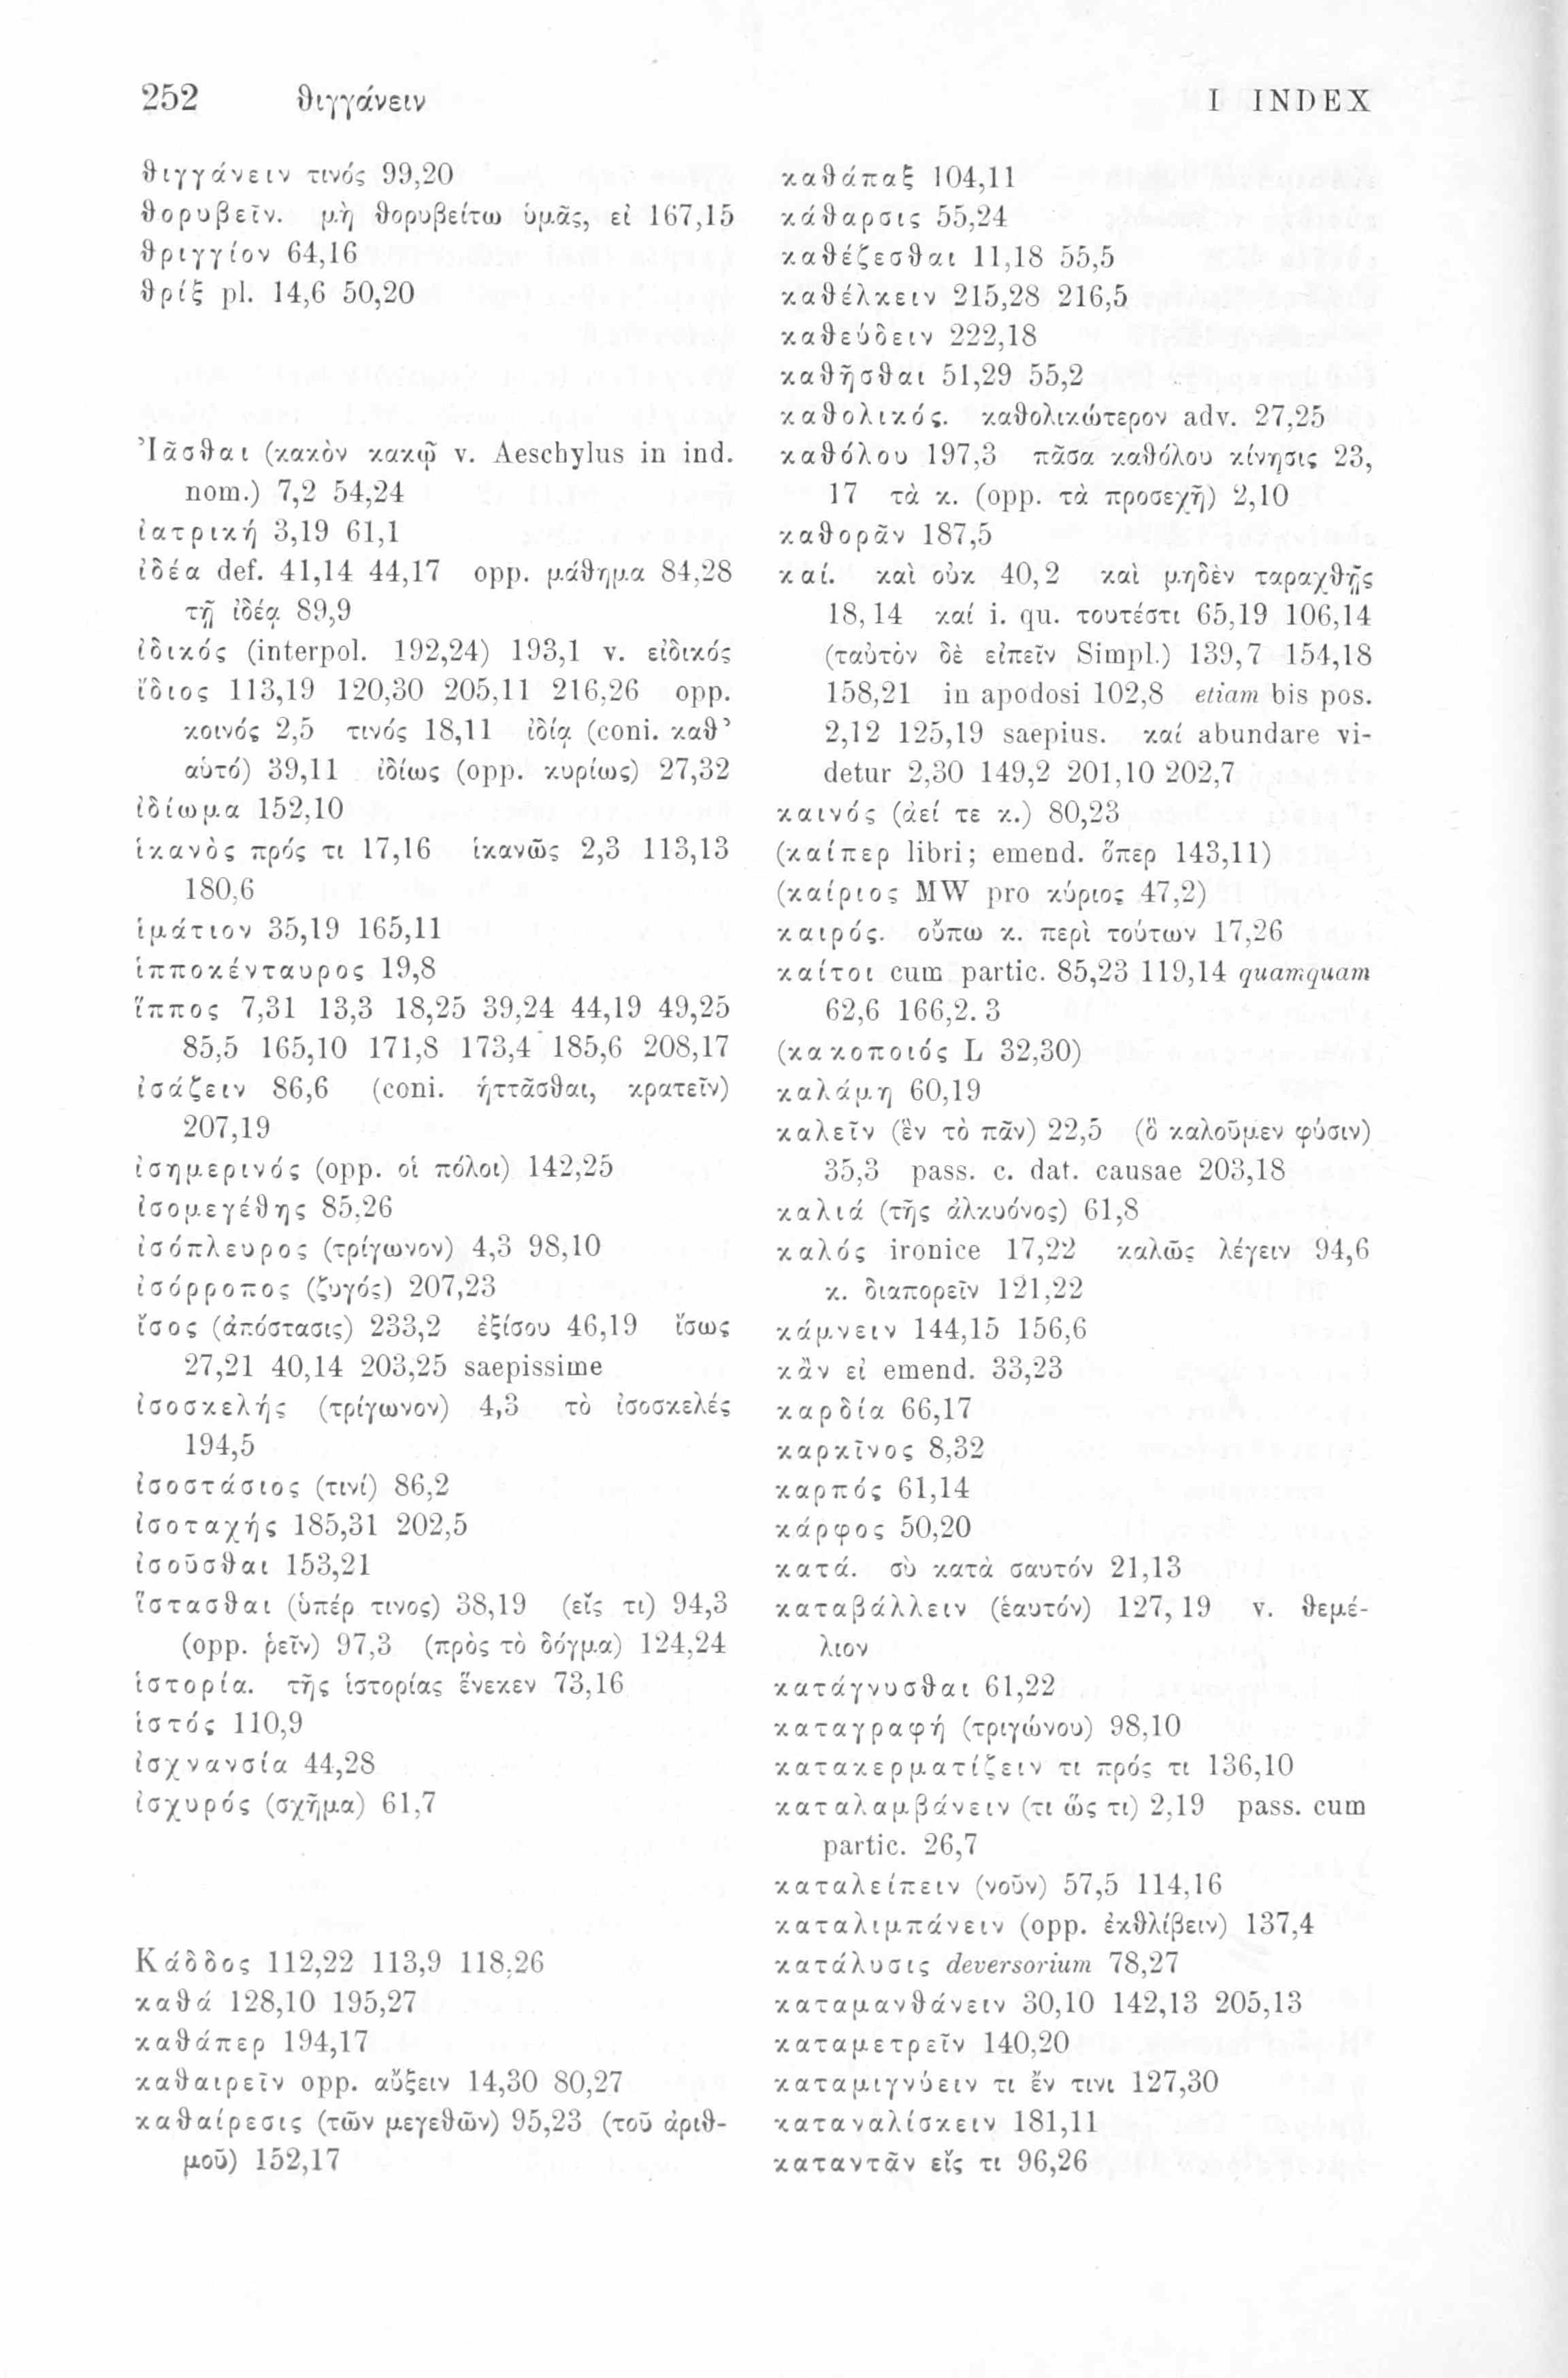 252 θιγγάνειν I INDEX
θιγγάνειν τινός 99,20
θορυβεῖν. μὴ θορυβείτω ὑμᾶς, εἰ 167,15
θριγγίον 64,16
θρίξ pl. 14,6 50,20
Ἰᾶσθαι (κακὸν κακῷ v. Aeschylus in ind.
nom.) 7,2 54,24
ἰατρική 3,19 61,1
ἰδέα def. 41,14 44,17 opp. μάθημα 84,28
τῇ ἰδέᾳ 89,9
ἰδικός (interpol. 192,24) 193,1 v. εἰδικός
ἴδιος 113,19 120,30 205,11 216,26 opp.
κοινός 2,5 τινός 18,11 ἰδίᾳ (coni. καθ’
αὑτό) 39,11 ἰδίως (opp. κυρίως) 27,32
ἰδίωμα 152,10
ἱκανὸς πρός τι 17,16 ἱκανῶς 2,3 113,13
180,6
ἱμάτιον 35,19 165,11
ἱπποκένταυρος 19,8
ἵππος 7,31 13,3 18,25 39,24 44,19 49,25
85,5 165,10 171,8 173,4 185,6 208,17
ἰσάζειν 86,6 (coni. ἡττᾶσθαι, κρατεῖν)
207,19
ἰσημερινός (opp. οἱ πόλοι) 142,25
ἰσομεγέθης 85,26
ἰσόπλευρος (τρίγωνον) 4,3 98,10
ἰσόρροπος (ζυγός) 207,23
ἴσος (ἀπόστασις) 233,2 ἐξίσου 46,19 ἴσως
27,21 40,14 203,25 saepissime
ἰσοσκελής (τρίγωνον) 4,3 τὸ ἰσοσκελές
194,5
ἰσοστάσιος (τινί) 86,2
ἰσοταχής 185,31 202,5
ἰσοῦσθαι 153,21
ἵστασθαι (ὑπέρ τινος) 38,19 (εἴς τι) 94,3
(opp. ῥεῖν) 97,3 (πρὸς τὸ δόγμα) 124,24
ἱστορία. τῆς ἱστορίας ἕνεκεν 73,16
ἱστός 110,9
ἰσχνανσία 44,28
ἰσχυρός (σχῆμα) 61,7
Κάδδος 112,22 113,9 118,26
καθά 128,10 195,27
καθάπερ 194,17
καθαιρεῖν opp. αὔξειν 14,30 80,27
καθαίρεσις (τῶν μεγεθῶν) 95,23 (τοῦ ἀριθ-
μοῦ) 152,17
καθάπαξ 104,11
κάθαρσις 55,24
καθέζεσθαι 11,18 55,5
καθέλκειν 215,28 216,5
καθεύδειν 222,18
καθῆσθαι 51,29 55,2
καθολικός. καθολικώτερον adv. 27,25
καθόλου 197,3 πᾶσα καθόλου κίνησις 23,
17 τὰ κ. (opp. τὰ προσεχῆ) 2,10
καθορᾶν 187,5
καί. καὶ οὐκ 40,2 καὶ μηδὲν ταραχθῇς
18,14 καί i. qu. τουτέστι 65,19 106,14
(ταὐτὸν δὲ εἰπεῖν Simpl.) 139,7 154,18
158,21 in apodosi 102,8 etiam bis pos.
2,12 125,19 saepius. καί abundare vi-
detur 2,30 149,2 201,10 202,7
καινός (ἀεί τε κ.) 80,23
(καίπερ libri; emend. ὅπερ 143,11)
(καίριος MW pro κύριος 47,2)
καιρός. οὔπω κ. περὶ τούτων 17,26
καίτοι cum partic. 85,23 119,14 quamquam
62,6 166,2. 3
(κακοποιός L 32,30)
καλάμη 60,19
καλεῖν (ἓν τὸ πᾶν) 22,5 (ὃ καλοῦμεν φύσιν)
35,3 pass. c. dat. causae 203,18
καλιά (τῆς ἀλκυόνος) 61,8
καλός ironice 17,22 καλῶς λέγειν 94,6
κ. διαπορεῖν 121,22
κάμνειν 144,15 156,6
κἂν εἰ emend. 33,23
καρδία 66,17
καρκῖνος 8,32
καρπός 61,14
κάρφος 50,20
κατά. σὺ κατὰ σαυτόν 21,13
καταβάλλειν (ἑαυτόν) 127,19 v. θεμέ-
λιον
κατάγνυσθαι 61,22
καταγραφή (τριγώνου) 98,10
κατακερματίζειν τι πρός τι 136,10
καταλαμβάνειν (τι ὥς τι) 2,19 pass. cum
partic. 26,7
καταλείπειν (νοῦν) 57,5 114,16
καταλιμπάνειν (opp. ἐκθλίβειν) 137,4
κατάλυσις deversorium 78,27
καταμανθάνειν 30,10 142,13 205,13
καταμετρεῖν 140,20
καταμιγνύειν τι ἔν τινι 127,30
καταναλίσκειν 181,11
καταντᾶν εἴς τι 96,26